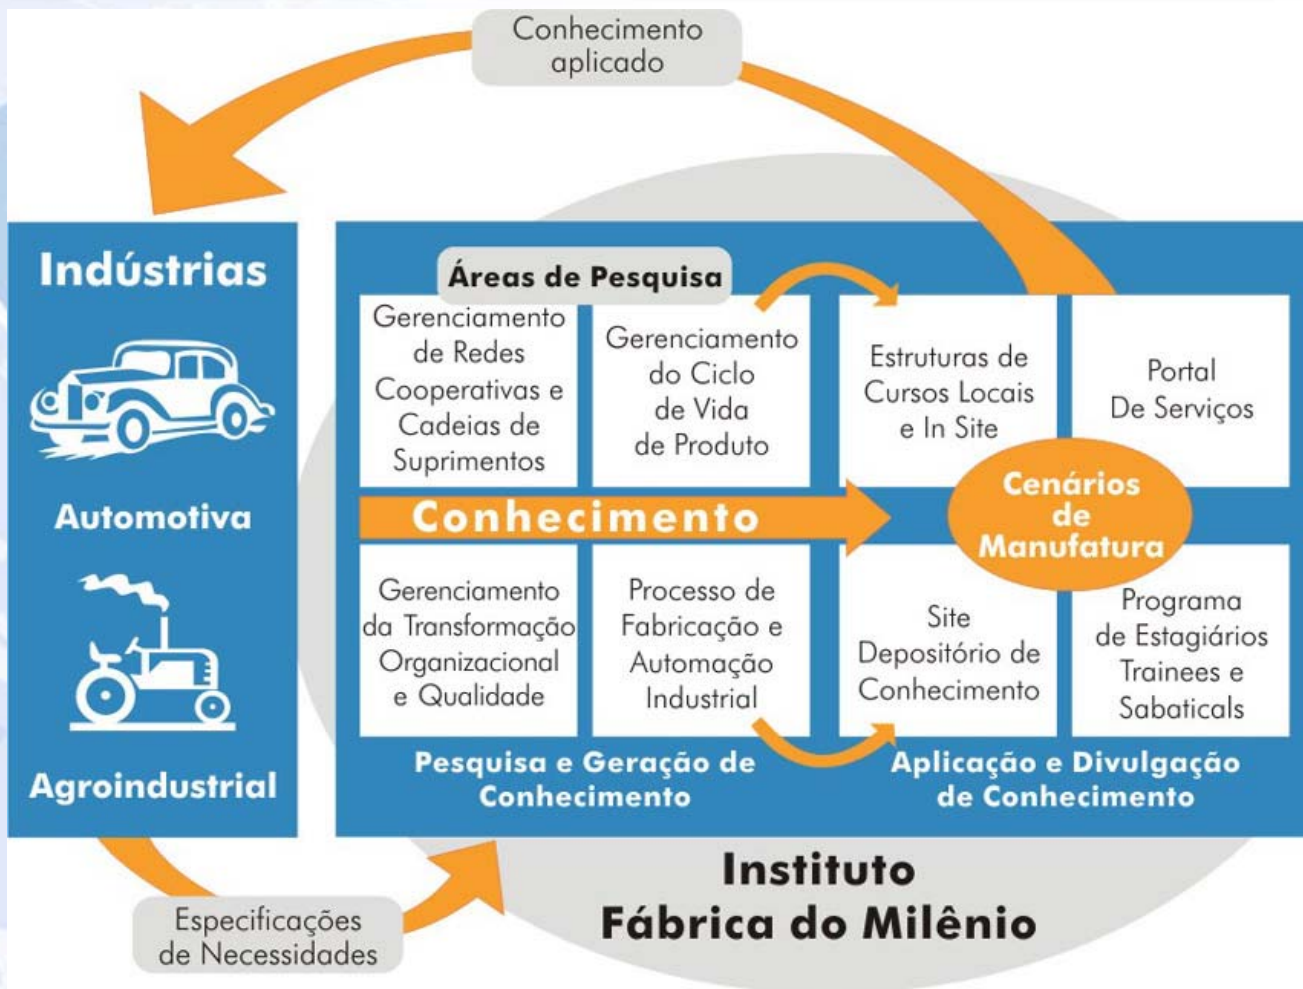 Conhecimento
aplicado
Indústrias
Automotiva
Agroindustrial
Áreas de Pesquisa
Gerenciamento
de Redes
Cooperativas e
Cadeias de
Suprimentos
Gerenciamento
do Ciclo
de Vida
de Produto
Estruturas de
Cursos Locais
e In Site
Portal
De Serviços
Conhecimento
Cenários
de
Manufatura
Gerenciamento
da Transformação
Organizacional
e Qualidade
Processo de
Fabricação e
Automação
Industrial
Site
Depositório de
Conhecimento
Programa
de Estagiários
Trainees e
Sabaticals
Pesquisa e Geração de
Conhecimento
Aplicação e Divulgação
de Conhecimento
Instituto
Fábrica do Milênio
Especificações
de Necessidades